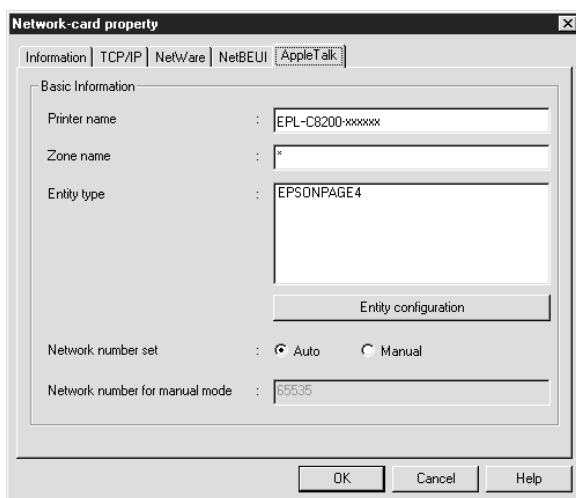 Network-card property
Information TCP/IP NetWare NetBEUI AppleTalk
Basic Information
Printer name : EPL-C8200-xxxxxx
Zone name : *
Entity type : EPSONPAGE4
Entity configuration
Network number set : Auto Manual
Network number for manual mode : 65535
OK Cancel Help